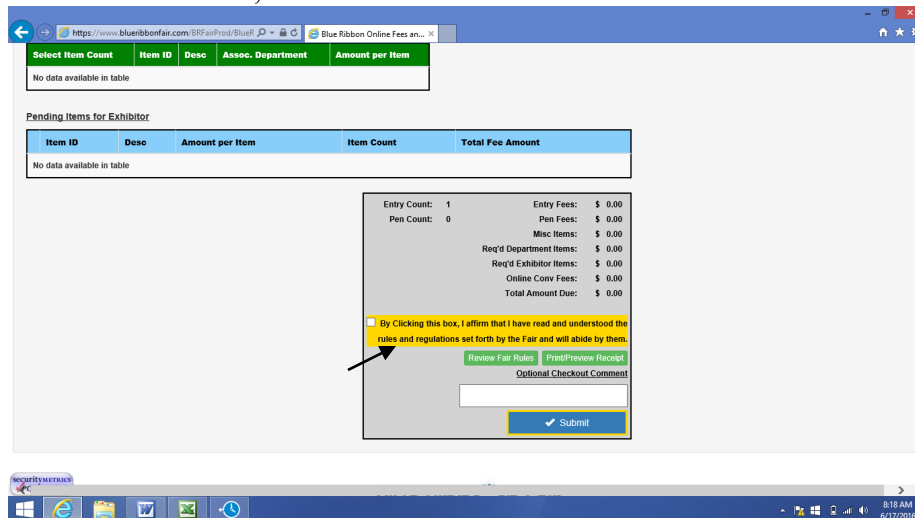 https://www.blueribbonfair.com/BRFairProd/BlueR
Blue Ribbon Online Fees an...
Select Item Count Item ID Desc Assoc. Department Amount per Item
No data available in table
Pending Items for Exhibitor
Item ID Desc Amount per Item Item Count Total Fee Amount
No data available in table
Entry Count: 1 Entry Fees: $ 0.00
Pen Count: 0 Pen Fees: $ 0.00
Misc Items: $ 0.00
Req'd Department Items: $ 0.00
Req'd Exhibitor Items: $ 0.00
Online Conv Fees: $ 0.00
Total Amount Due: $ 0.00
By Clicking this box, I affirm that I have read and understood the
rules and regulations set forth by the Fair and will abide by them.
Review Fair Rules Print/Preview Receipt
Optional Checkout Comment
Submit
securityMETRICS
8:18 AM
6/17/2016